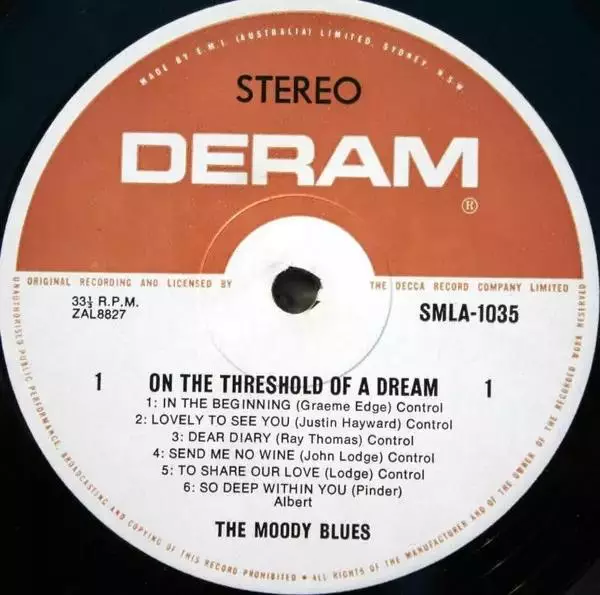 MADE BY E.M.I. (AUSTRALIA) LIMITED. SYDNEY, N.S.W.
STEREO
DERAM
®
ORIGINAL RECORDING AND LICENSED BY THE DECCA RECORD COMPANY LIMITED
33⅓ R.P.M.
ZAL8827
SMLA-1035
1 ON THE THRESHOLD OF A DREAM 1
1: IN THE BEGINNING (Graeme Edge) Control
2: LOVELY TO SEE YOU (Justin Hayward) Control
3: DEAR DIARY (Ray Thomas) Control
4: SEND ME NO WINE (John Lodge) Control
5: TO SHARE OUR LOVE (Lodge) Control
6: SO DEEP WITHIN YOU (Pinder)
Albert
THE MOODY BLUES
UNAUTHORISED PUBLIC PERFORMANCE, BROADCASTING AND COPYING OF THIS RECORD PROHIBITED • ALL RIGHTS OF THE MANUFACTURER AND OF THE OWNER OF THE RECORDED WORK RESERVED